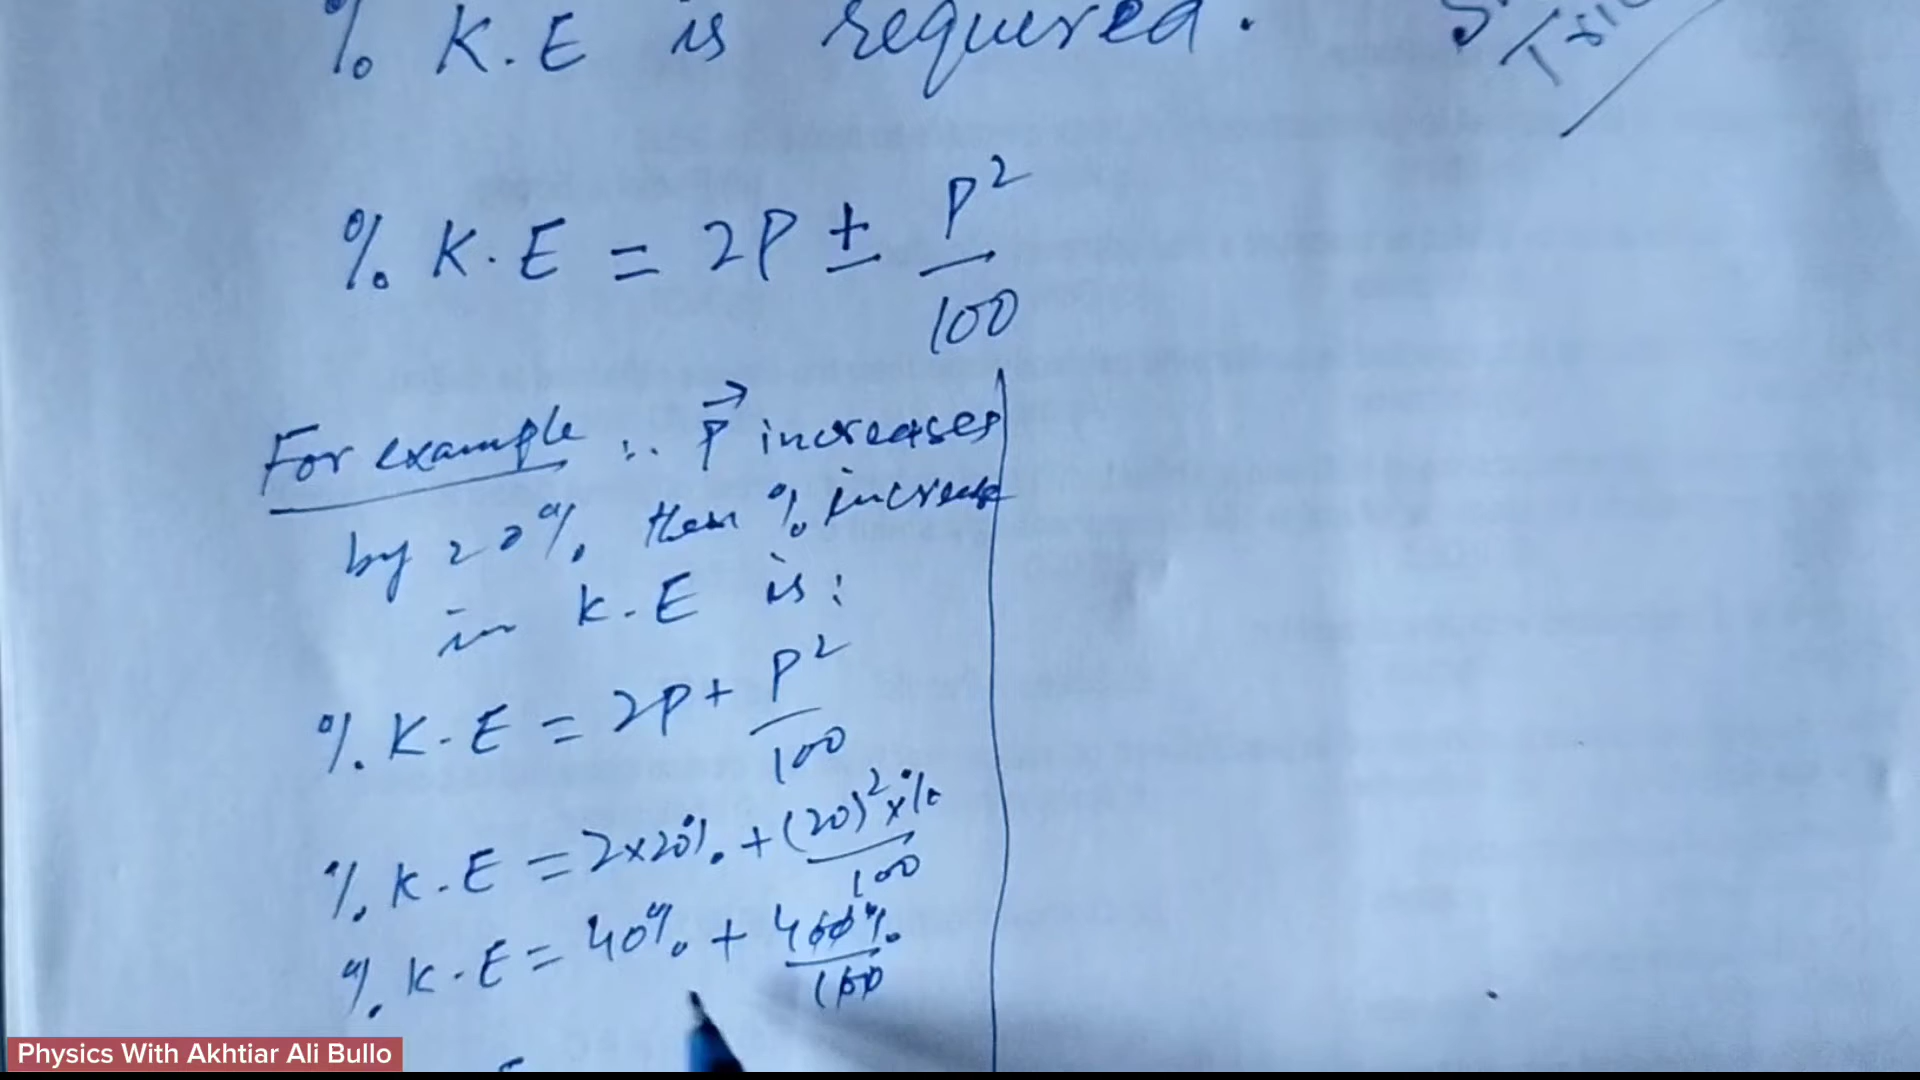 % K.E is required.
% K.E = 2P ± P²/100
For example :. P⃗ increases
by 20%, then % increase
in K.E is:
% K.E = 2P + P²/100
% K.E = 2×20% + (20)²×%/100
% K.E = 40% + 400%/100
Physics With Akhtiar Ali Bullo